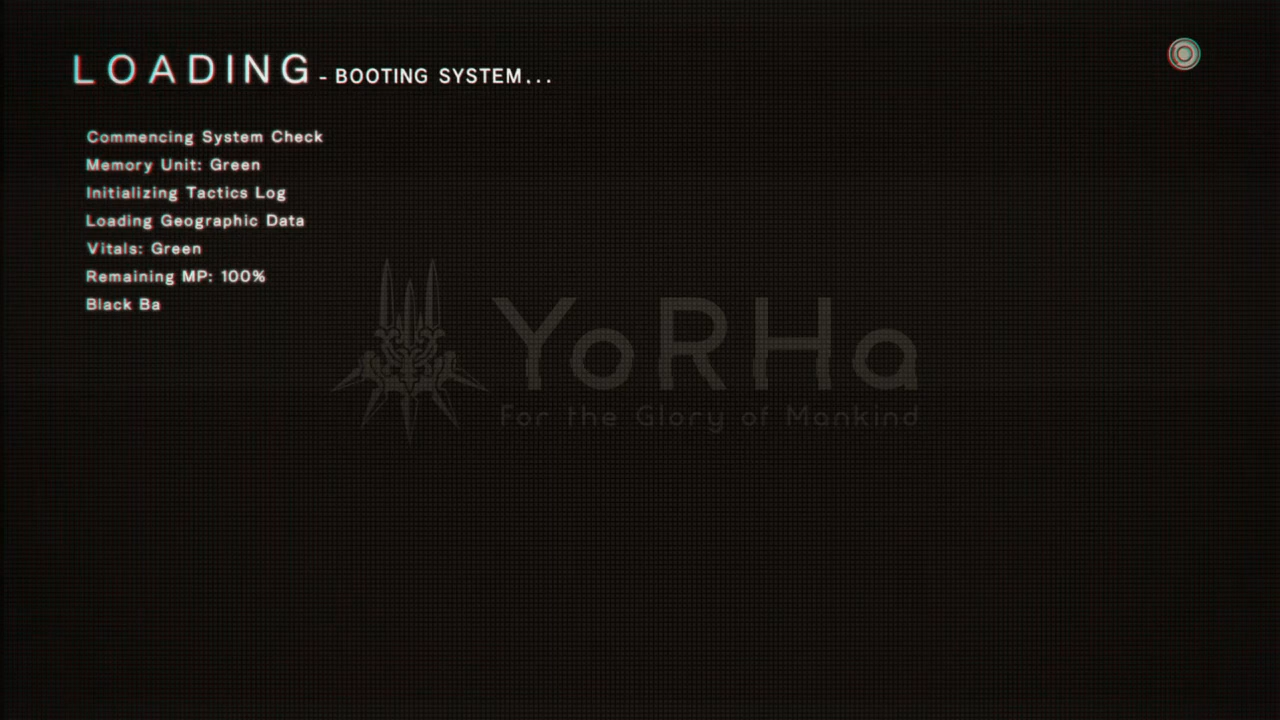 LOADING - BOOTING SYSTEM...
Commencing System Check
Memory Unit: Green
Initializing Tactics Log
Loading Geographic Data
Vitals: Green
Remaining MP: 100%
Black Ba
YoRHa
For the Glory of Mankind